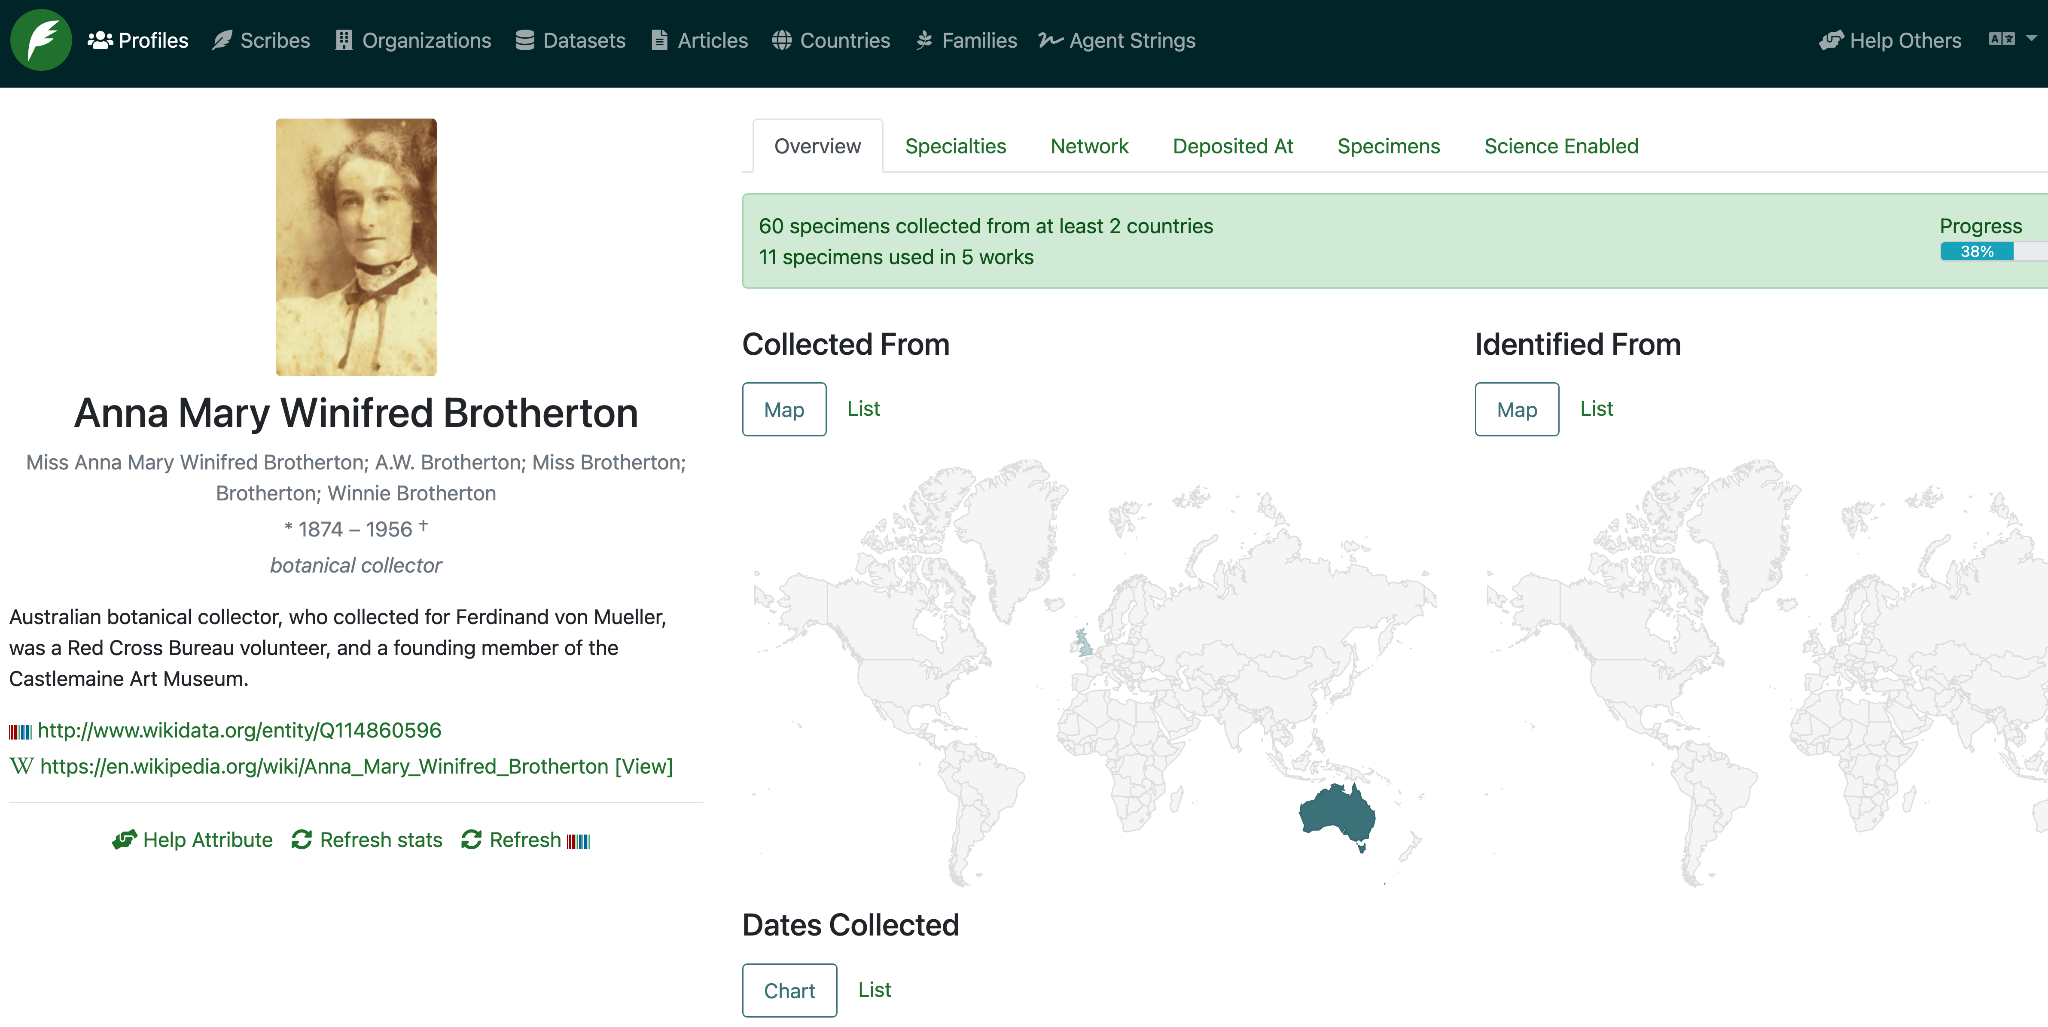 Profiles Scribes Organizations Datasets Articles Countries Families Agent Strings Help Others
Overview Specialties Network Deposited At Specimens Science Enabled
60 specimens collected from at least 2 countries
11 specimens used in 5 works
Progress
38%
Anna Mary Winifred Brotherton
Miss Anna Mary Winifred Brotherton; A.W. Brotherton; Miss Brotherton;
Brotherton; Winnie Brotherton
* 1874 – 1956 †
botanical collector
Australian botanical collector, who collected for Ferdinand von Mueller,
was a Red Cross Bureau volunteer, and a founding member of the
Castlemaine Art Museum.
http://www.wikidata.org/entity/Q114860596
W https://en.wikipedia.org/wiki/Anna_Mary_Winifred_Brotherton [View]
Help Attribute Refresh stats Refresh
Collected From
Map List
Identified From
Map List
Dates Collected
Chart List